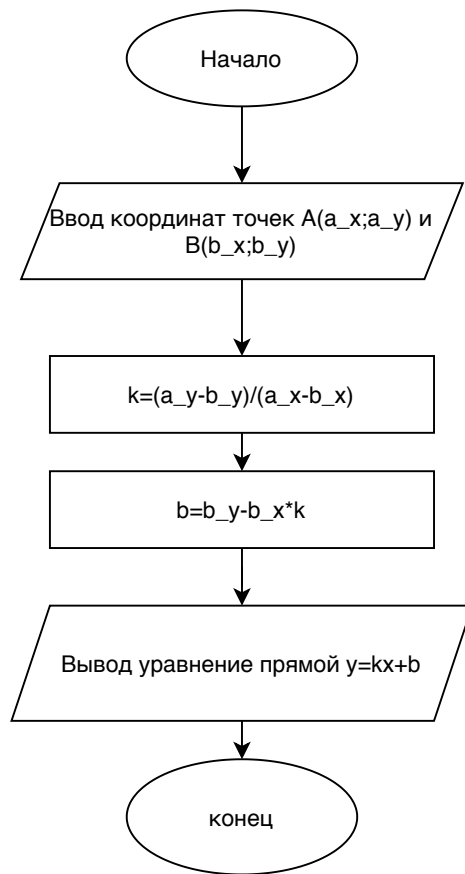 Начало
Ввод координат точек A(a_x;a_y) и
B(b_x;b_y)
k=(a_y-b_y)/(a_x-b_x)
b=b_y-b_x*k
Вывод уравнение прямой y=kx+b
конец